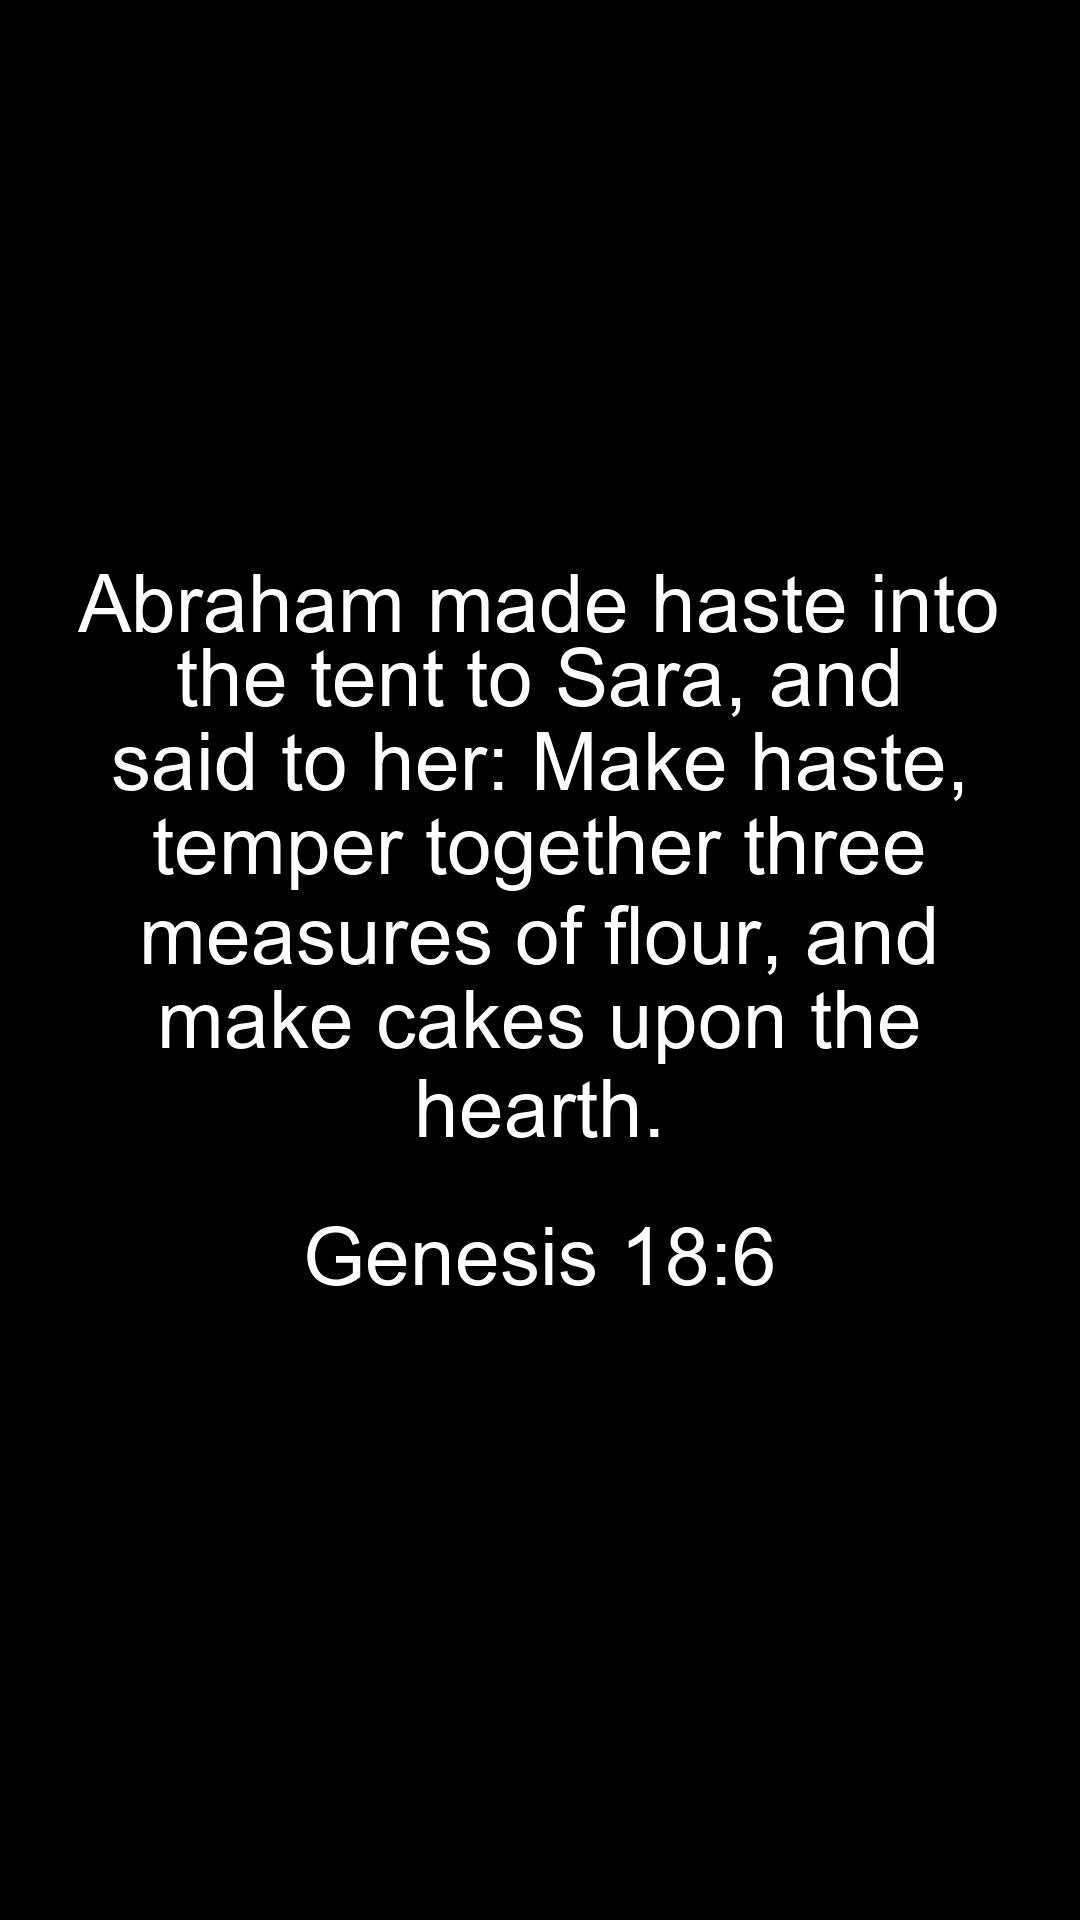 Abraham made haste into
the tent to Sara, and
said to her: Make haste,
temper together three
measures of flour, and
make cakes upon the
hearth.
Genesis 18:6